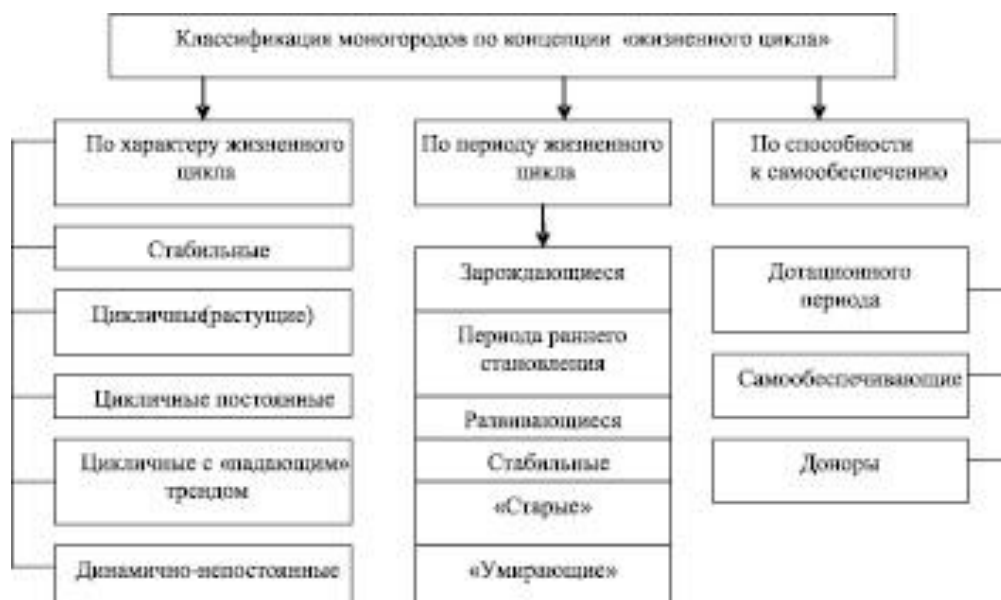 Классификация моногородов по концепции «жизненного цикла»
По характеру жизненного
цикла
Стабильные
Цикличные(растущие)
Цикличные постоянные
Цикличные с «падающим»
трендом
Динамично-непостоянные
По периоду жизненного
цикла
Зарождающиеся
Периода раннего
становления
Развивающиеся
Стабильные
«Старые»
«Умирающие»
По способности
к самообеспечению
Дотационного
периода
Самообеспечивающие
Доноры